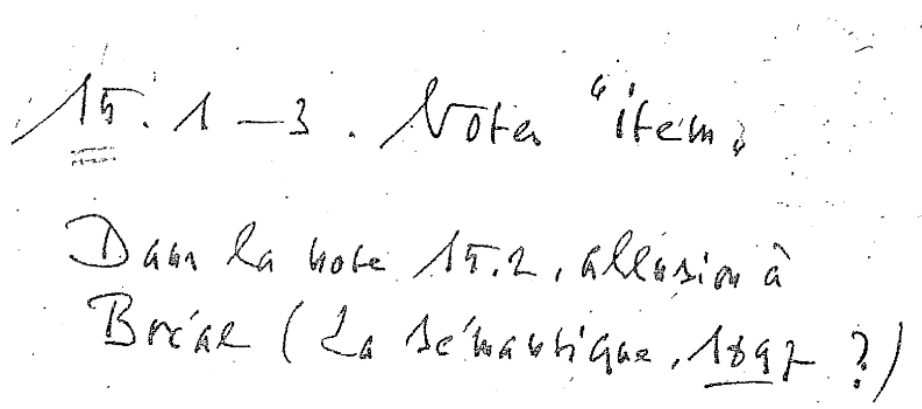 15. 1 – 3. Notes "item„
Dans la note 15.2, allusion à
Bréal (La sémantique, 1897 ?)